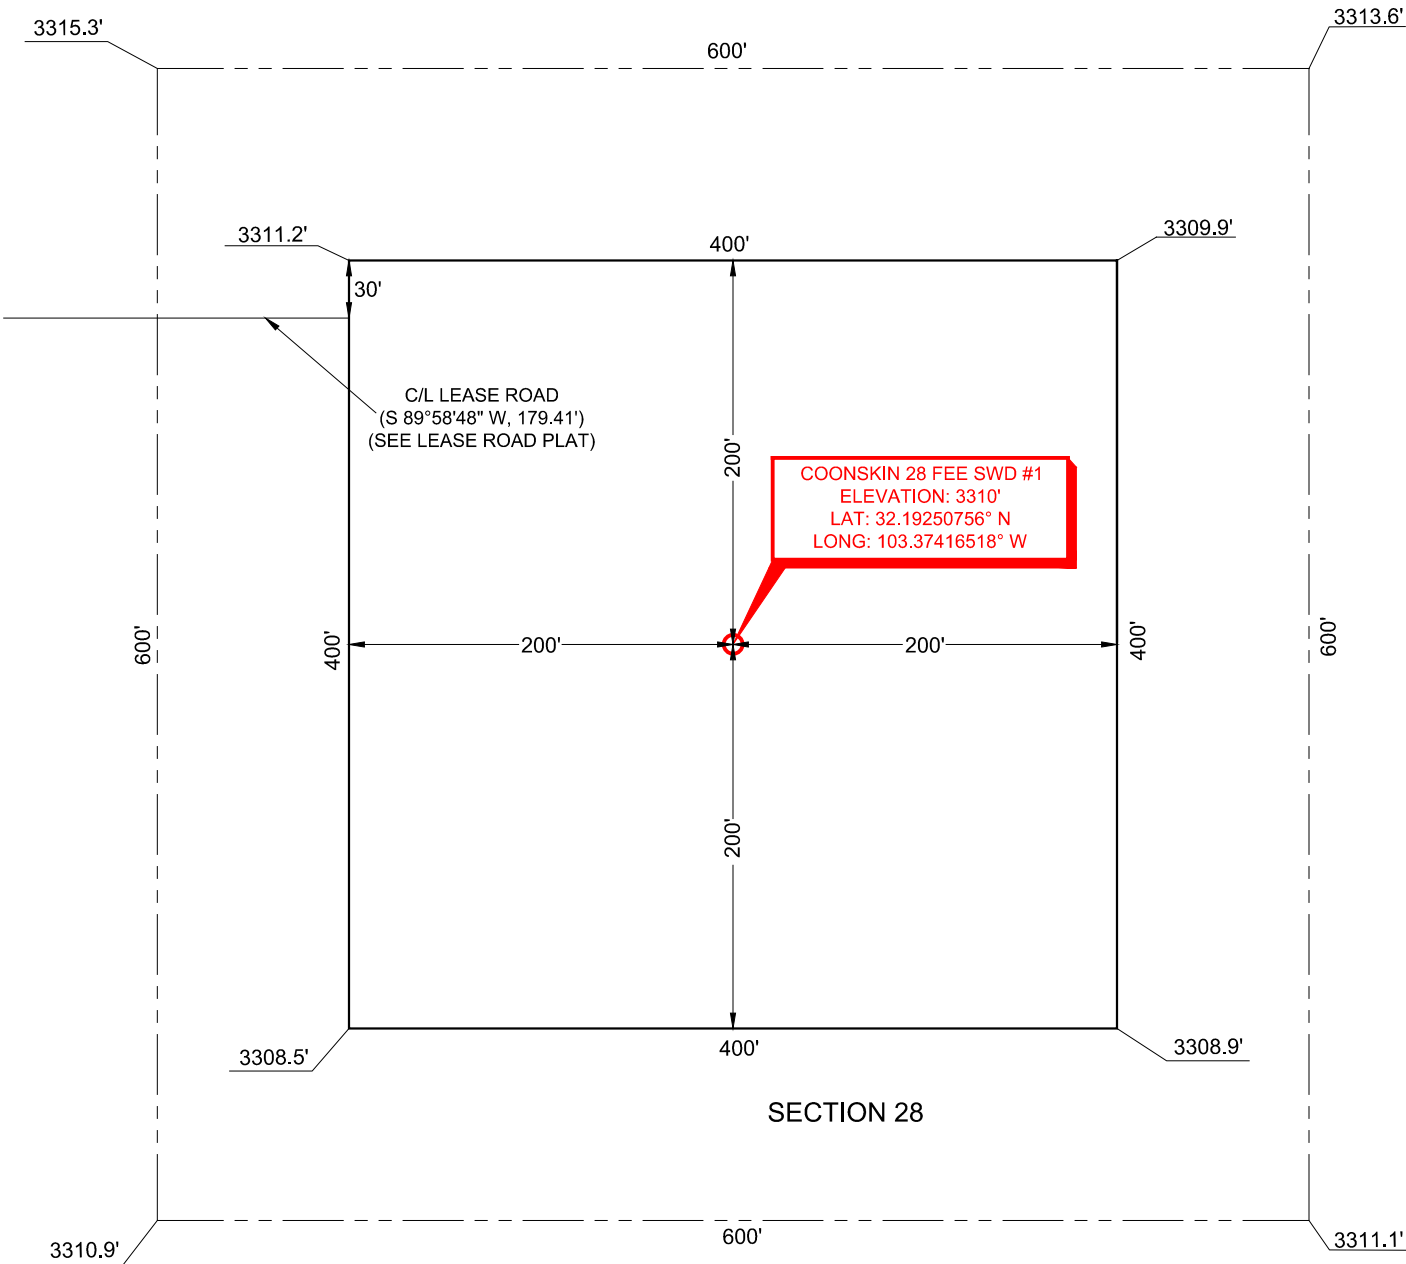 3315.3'
3313.6'
600'
3311.2'
400'
3309.9'
30'
C/L LEASE ROAD
(S 89°58'48" W, 179.41')
(SEE LEASE ROAD PLAT)
200'
COONSKIN 28 FEE SWD #1
ELEVATION: 3310'
LAT: 32.19250756° N
LONG: 103.37416518° W
600'
400'
200'
200'
400'
600'
200'
3308.5'
400'
3308.9'
SECTION 28
3310.9'
600'
3311.1'